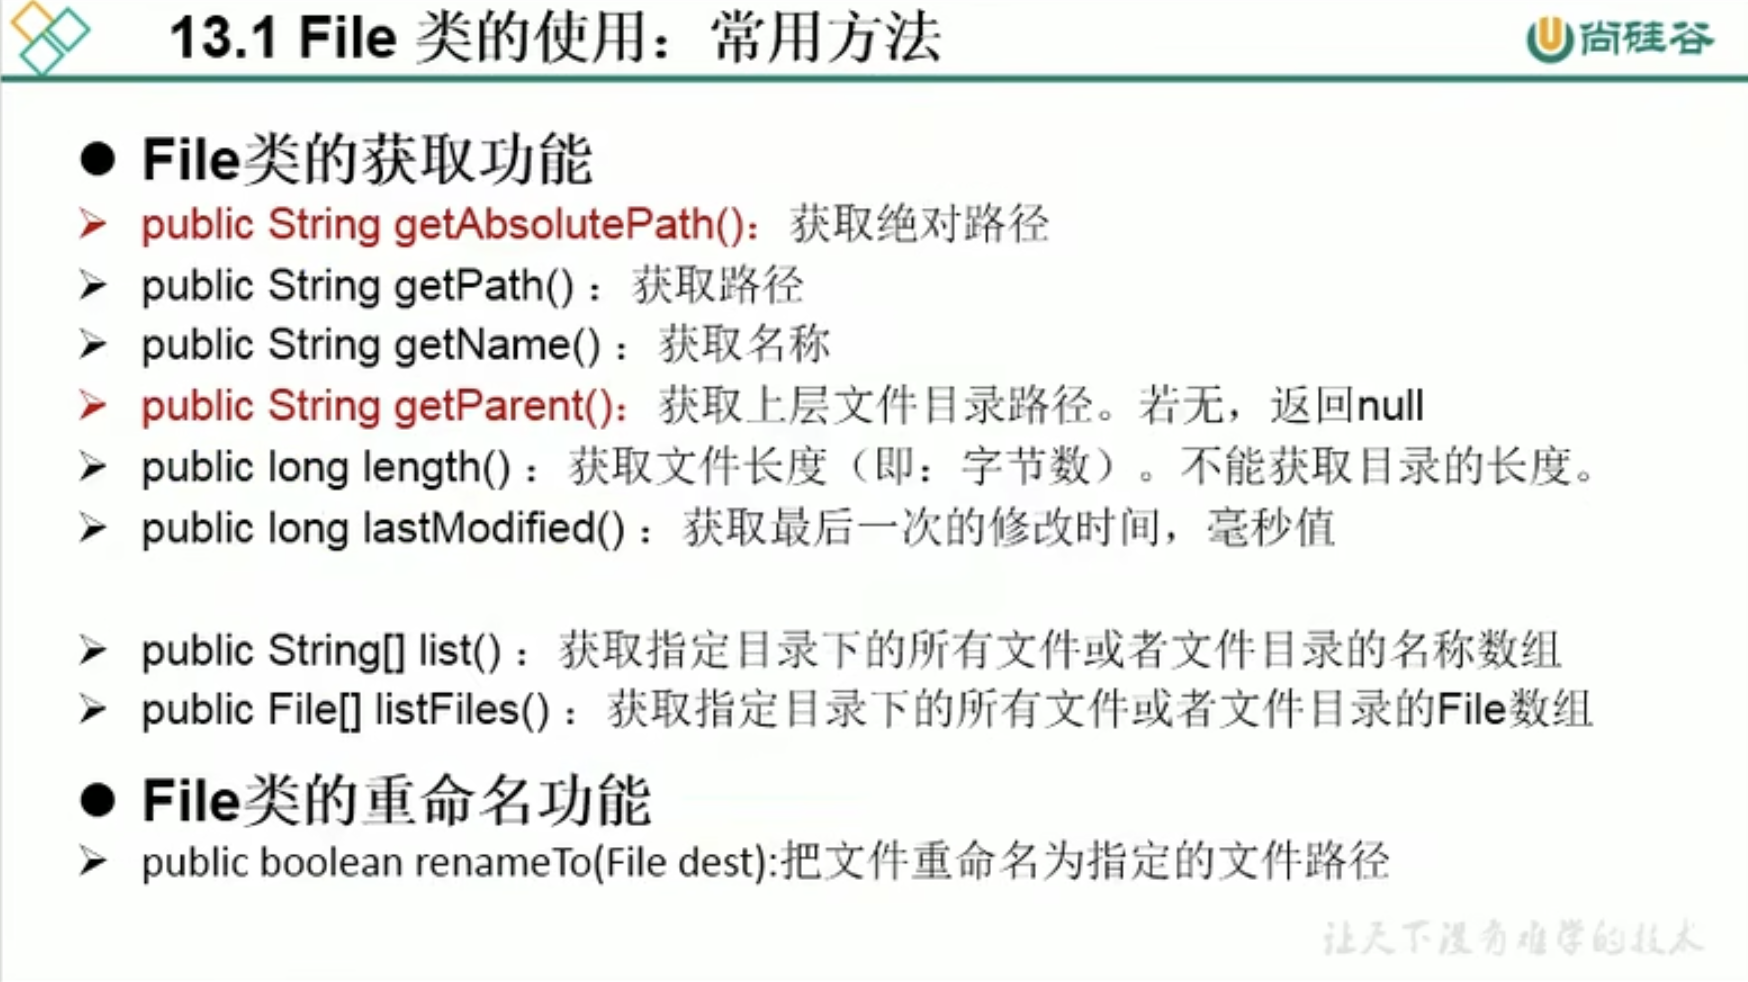 13.1 File 类的使用：常用方法
尚硅谷
File类的获取功能
public String getAbsolutePath()：获取绝对路径
public String getPath() ：获取路径
public String getName() ：获取名称
public String getParent()：获取上层文件目录路径。若无，返回null
public long length() ：获取文件长度（即：字节数）。不能获取目录的长度。
public long lastModified() ：获取最后一次的修改时间，毫秒值
public String[] list() ：获取指定目录下的所有文件或者文件目录的名称数组
public File[] listFiles() ：获取指定目录下的所有文件或者文件目录的File数组
File类的重命名功能
public boolean renameTo(File dest):把文件重命名为指定的文件路径
让天下没有难学的技术